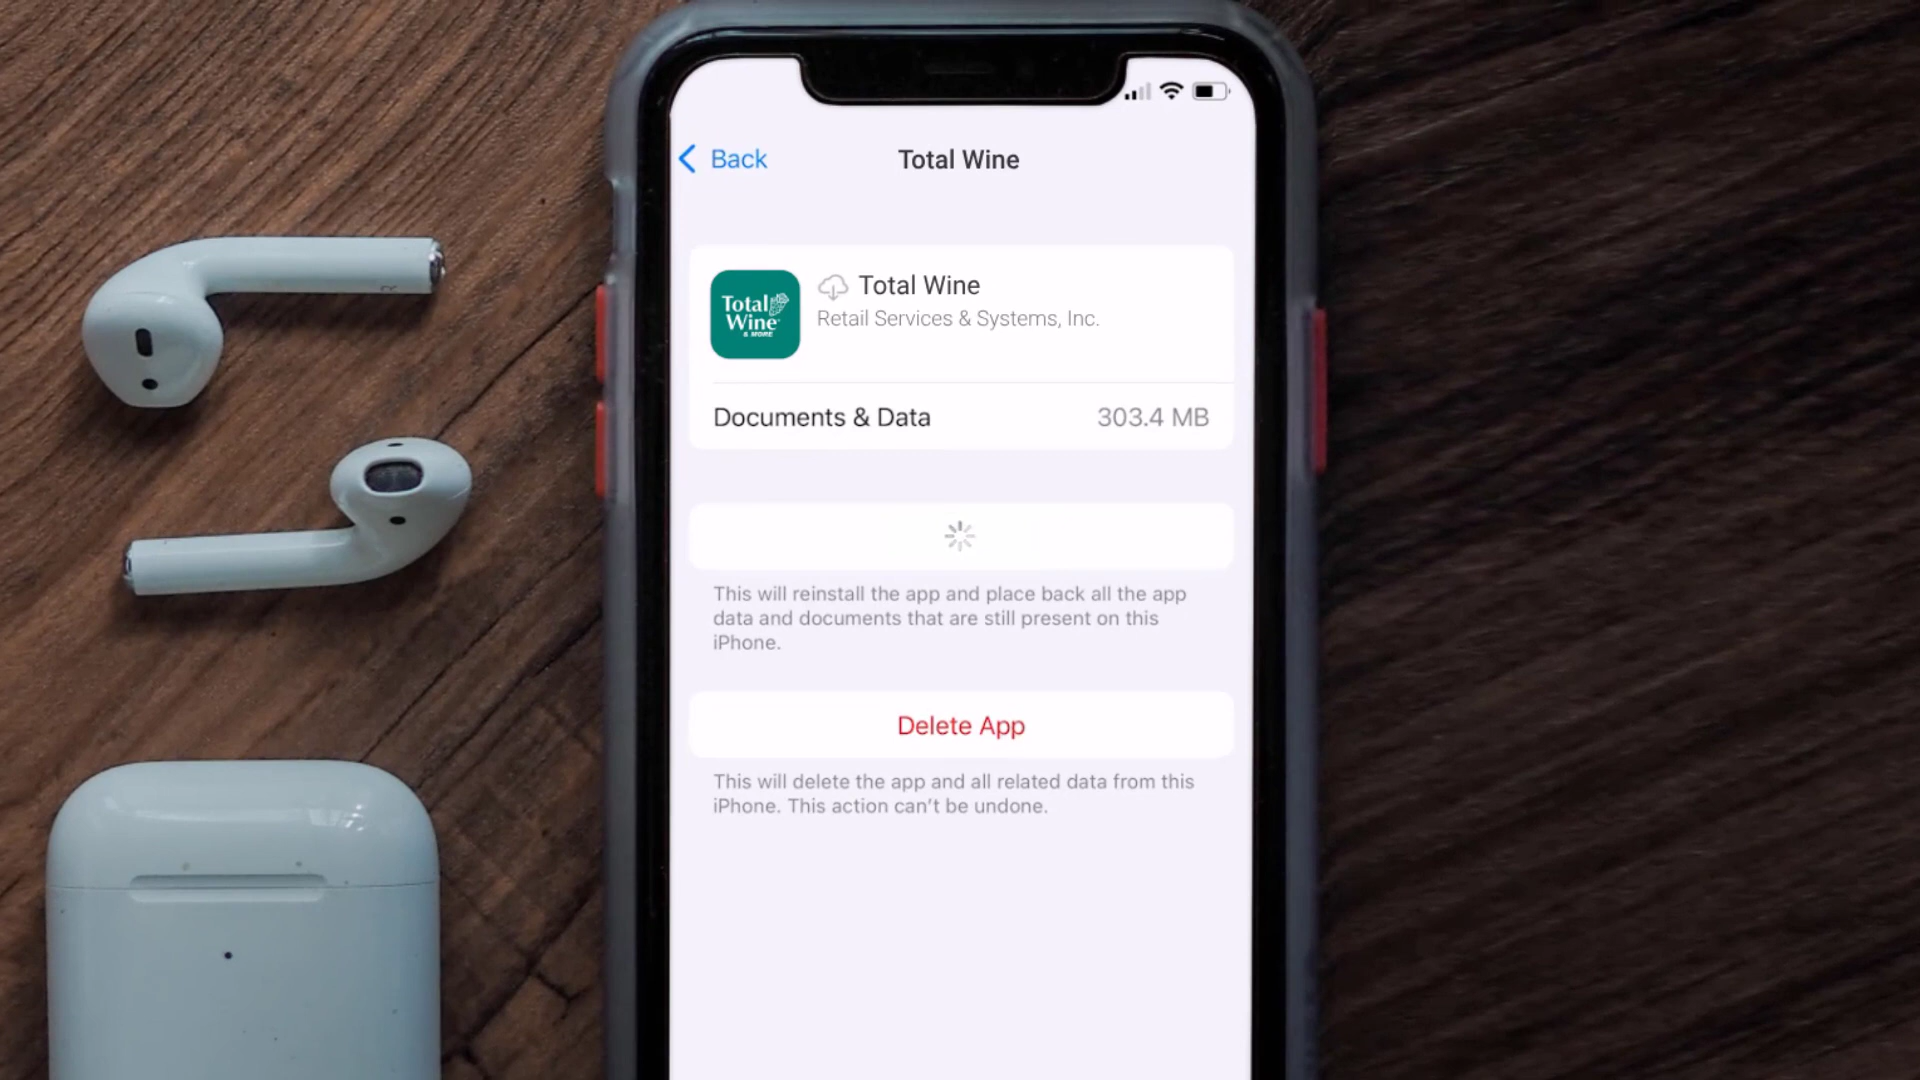 Back
Total Wine
Total
Wine
& MORE
Total Wine
Retail Services & Systems, Inc.
Documents & Data
303.4 MB
This will reinstall the app and place back all the app
data and documents that are still present on this
iPhone.
Delete App
This will delete the app and all related data from this
iPhone. This action can't be undone.